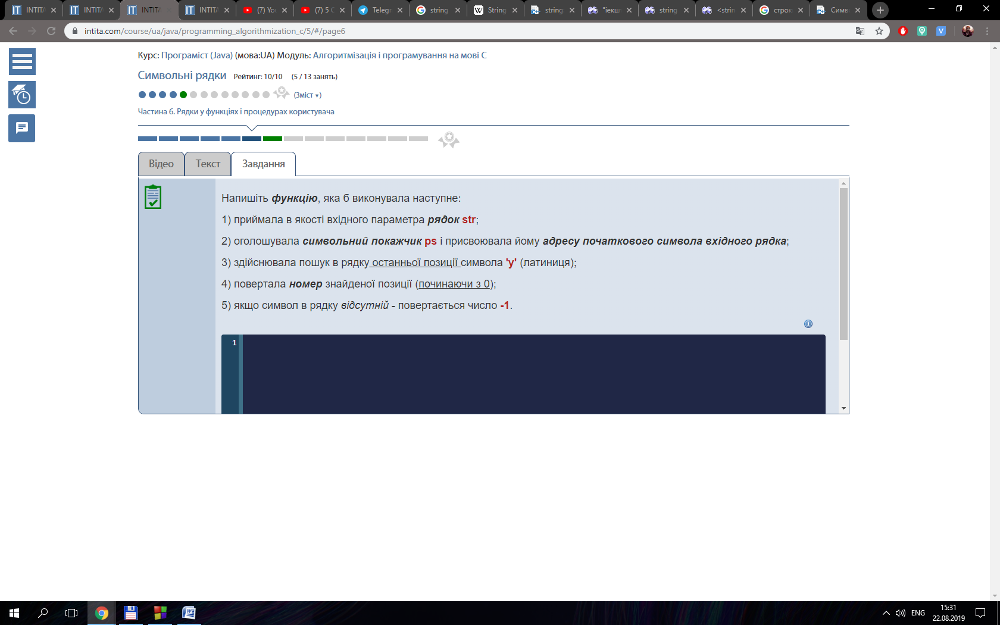 INTITA
INTITA
INTITA
INTITA
(7) You
(7) 5 C
Telegr
string
String
string
"іекшт
string
<strin
строк
Симв
intita.com/course/ua/java/programming_algorithmization_c/5/#/page6
Курс: Програміст (Java) (мова:UA) Модуль: Алгоритмізація і програмування на мові С
Символьні рядки Рейтинг: 10/10 (5 / 13 занять)
(Зміст ▾)
Частина 6. Рядки у функціях і процедурах користувача
Відео Текст Завдання
Напишіть функцію, яка б виконувала наступне:
1) приймала в якості вхідного параметра рядок str;
2) оголошувала символьний покажчик ps і присвоювала йому адресу початкового символа вхідного рядка;
3) здійснювала пошук в рядку останньої позиції символа 'y' (латиниця);
4) повертала номер знайденої позиції (починаючи з 0);
5) якщо символ в рядку відсутній - повертається число -1.
1
ENG
15:31
22.08.2019